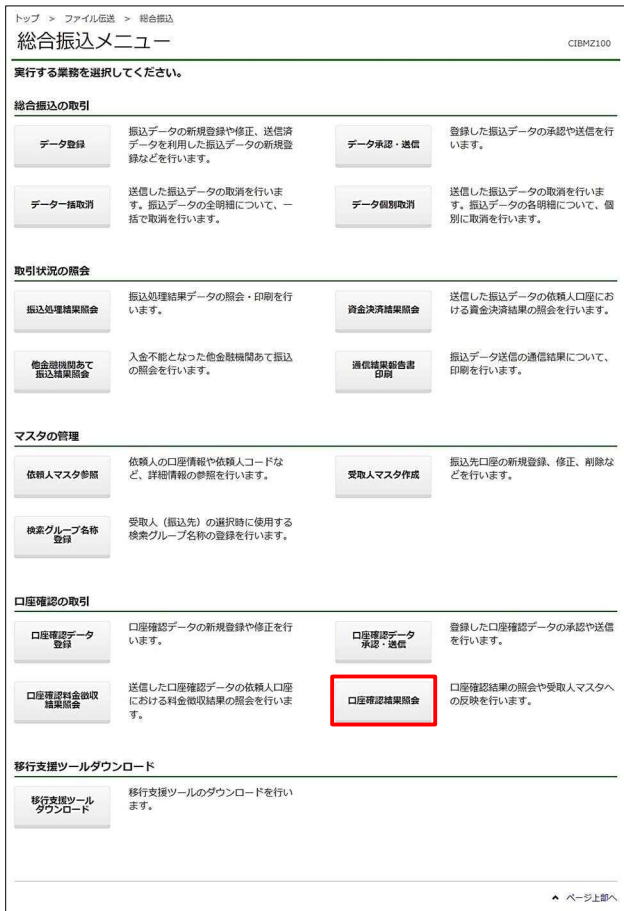 トップ > ファイル伝送 > 総合振込
総合振込メニュー
CIBMZ100
実行する業務を選択してください。
総合振込の取引
データ登録
振込データの新規登録や修正、送信済
データを利用した振込データの新規登
録などを行います。
データ承認・送信
登録した振込データの承認や送信を行
います。
データ一括取消
送信した振込データの取消を行いま
す。振込データの全明細について、一
括で取消を行います。
データ個別取消
送信した振込データの取消を行いま
す。振込データの各明細について、個
別に取消を行います。
取引状況の照会
振込処理結果照会
振込処理結果データの照会・印刷を行
います。
資金決済結果照会
送信した振込データの依頼人口座にお
ける資金決済結果の照会を行います。
他金融機関あて
振込結果照会
入金不能となった他金融機関あて振込
の照会を行います。
通信結果報告書
印刷
振込データ送信の通信結果について、
印刷を行います。
マスタの管理
依頼人マスタ参照
依頼人の口座情報や依頼人コードな
ど、詳細情報の参照を行います。
受取人マスタ作成
振込先口座の新規登録、修正、削除な
どを行います。
検索グループ名称
登録
受取人（振込先）の選択時に使用する
検索グループ名称の登録を行います。
口座確認の取引
口座確認データ
登録
口座確認データの新規登録や修正を行
います。
口座確認データ
承認・送信
登録した口座確認データの承認や送信
を行います。
口座確認料金徴収
結果照会
送信した口座確認データの依頼人口座
における料金徴収結果の照会を行いま
す。
口座確認結果照会
口座確認結果の照会や受取人マスタへ
の反映を行います。
移行支援ツールダウンロード
移行支援ツール
ダウンロード
移行支援ツールのダウンロードを行い
ます。
ページ上部へ